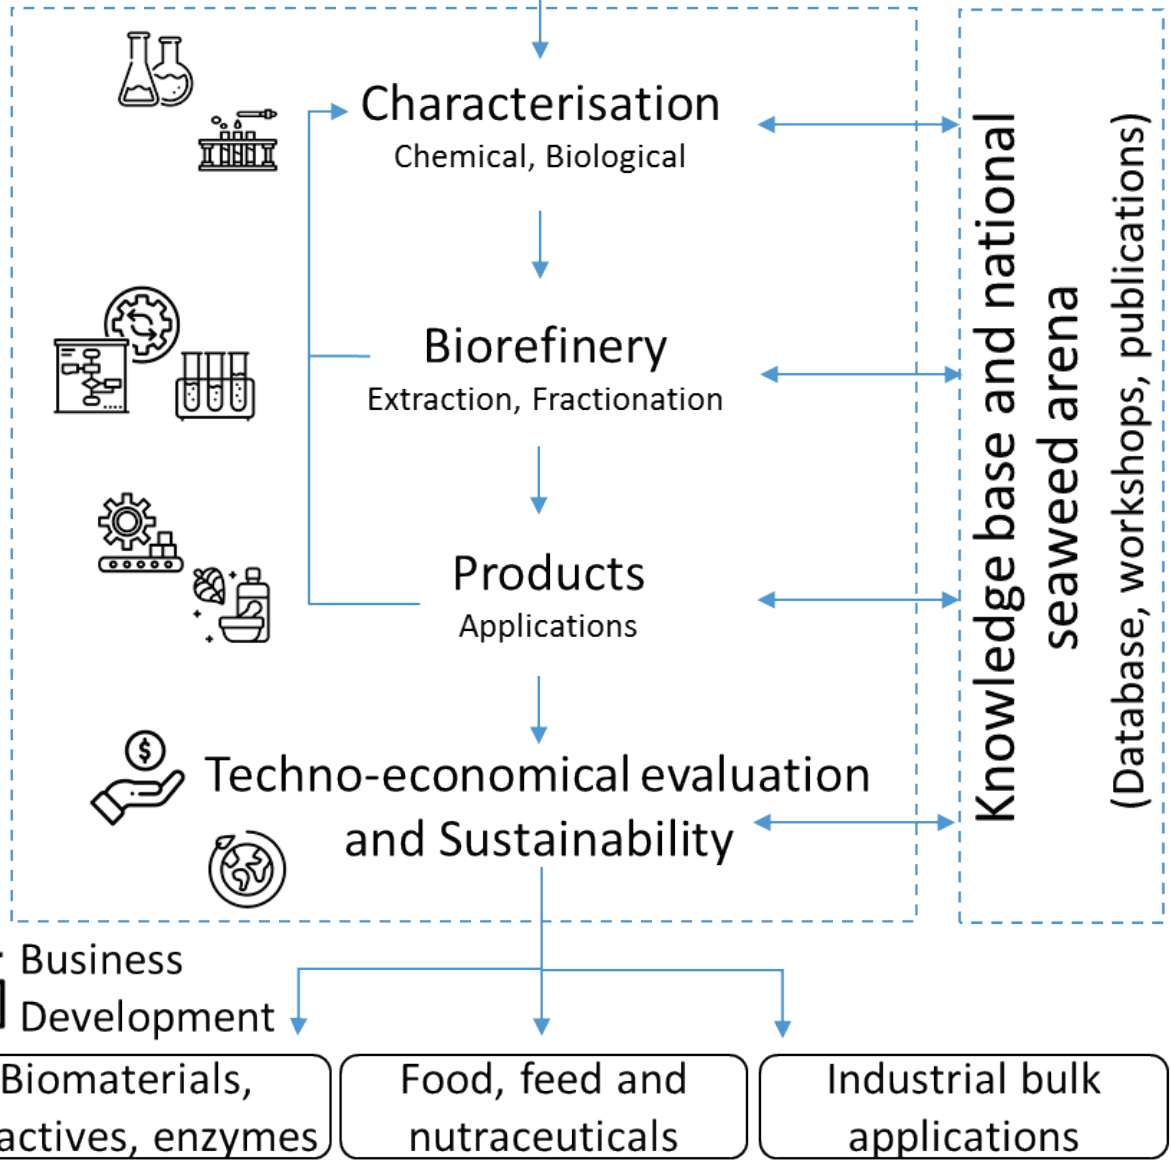 Characterisation
Chemical, Biological
Biorefinery
Extraction, Fractionation
Products
Applications
$
Techno-economical evaluation
and Sustainability
Knowledge base and national
seaweed arena
(Database, workshops, publications)
Business
Development
Biomaterials,
actives, enzymes
Food, feed and
nutraceuticals
Industrial bulk
applications